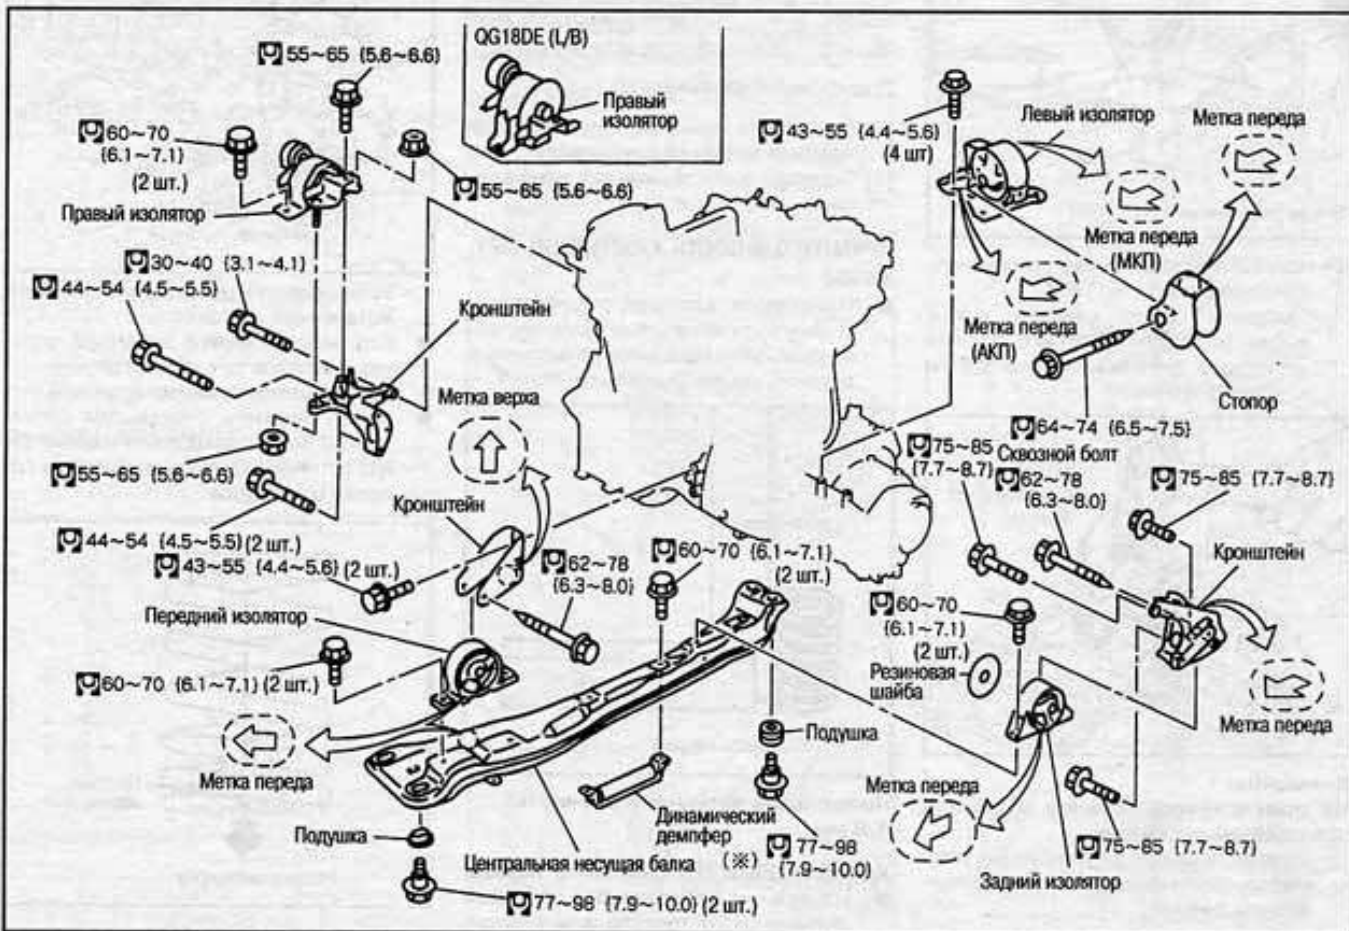 55~65 (5.6~6.6)
QG18DE (L/B)
Правый
изолятор
60~70
(6.1~7.1)
(2 шт.)
Правый изолятор
55~65 (5.6~6.6)
43~55 (4.4~5.6)
(4 шт)
Левый изолятор
Метка переда
Метка переда
(МКП)
Метка переда
(АКП)
Стопор
64~74 (6.5~7.5)
Сквозной болт
30~40 (3.1~4.1)
44~54 (4.5~5.5)
Кронштейн
Метка верха
55~65 (5.6~6.6)
44~54 (4.5~5.5) (2 шт.)
Кронштейн
43~55 (4.4~5.6) (2 шт.)
62~78
(6.3~8.0)
Передний изолятор
60~70 (6.1~7.1) (2 шт.)
Метка переда
60~70 (6.1~7.1)
(2 шт.)
75~85
(7.7~8.7)
62~78
(6.3~8.0)
75~85 (7.7~8.7)
Кронштейн
60~70
(6.1~7.1)
(2 шт.)
Резиновая
шайба
Метка переда
Подушка
Метка переда
Динамический
демпфер
(※)
77~98
(7.9~10.0)
75~85 (7.7~8.7)
Задний изолятор
Подушка
Центральная несущая балка
77~98 (7.9~10.0) (2 шт.)